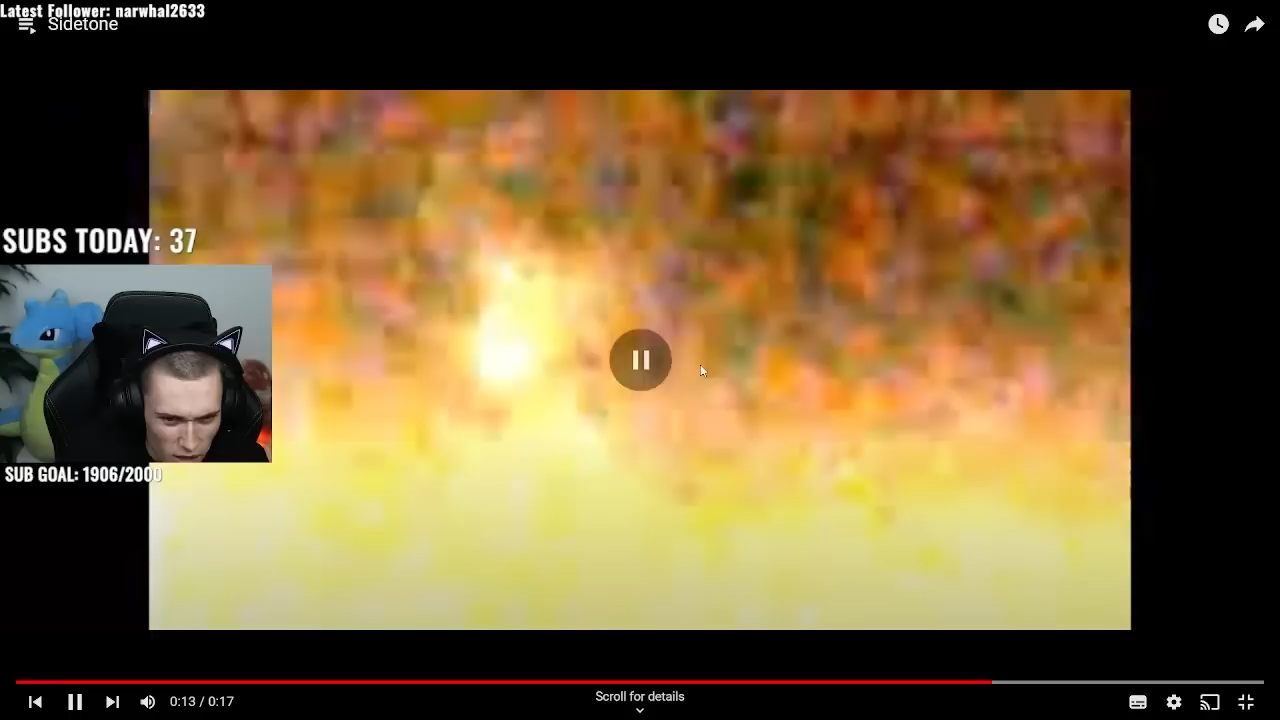 Latest Follower: narwhal2633
Sidetone
SUBS TODAY: 37
SUB GOAL: 1906/2000
0:13 / 0:17
Scroll for details